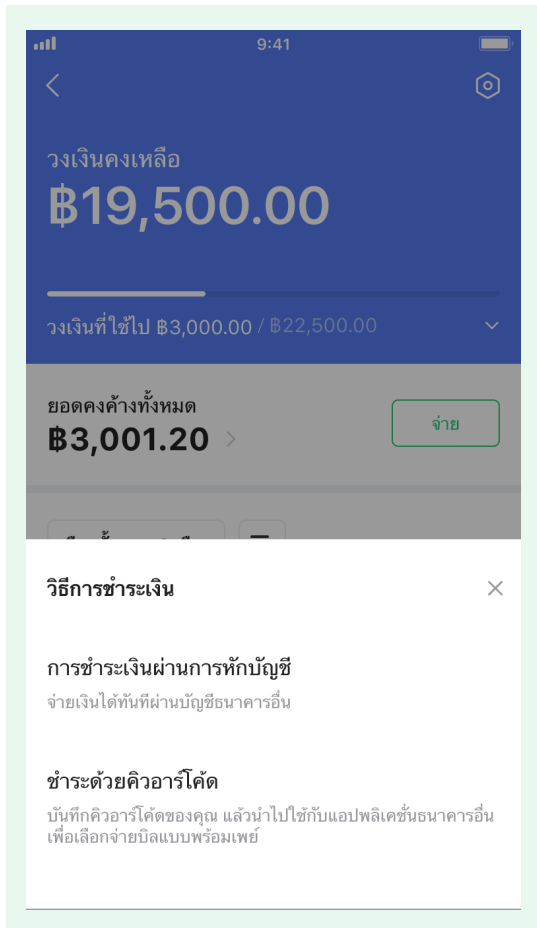 9:41
วงเงินคงเหลือ
฿19,500.00
วงเงินที่ใช้ไป ฿3,000.00 / ฿22,500.00
ยอดคงค้างทั้งหมด
฿3,001.20
จ่าย
วิธีการชำระเงิน
การชำระเงินผ่านการหักบัญชี
จ่ายเงินได้ทันทีผ่านบัญชีธนาคารอื่น
ชำระด้วยคิวอาร์โค้ด
บันทึกคิวอาร์โค้ดของคุณ แล้วนำไปใช้กับแอปพลิเคชั่นธนาคารอื่น
เพื่อเลือกจ่ายบิลแบบพร้อมเพย์